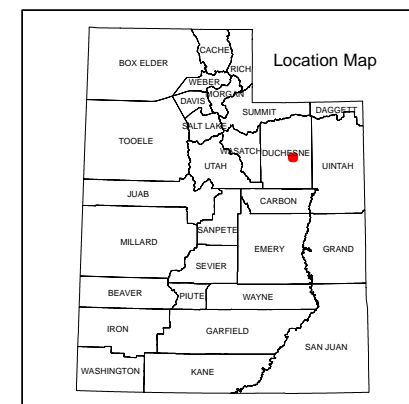 Location Map
BOX ELDER
CACHE
RICH
WEBER
MORGAN
DAVIS
SUMMIT
DAGGETT
SALT LAKE
TOOELE
WASATCH
DUCHESNE
UTAH
UINTAH
JUAB
CARBON
SANPETE
MILLARD
EMERY
GRAND
SEVIER
BEAVER
PIUTE
WAYNE
IRON
GARFIELD
SAN JUAN
WASHINGTON
KANE